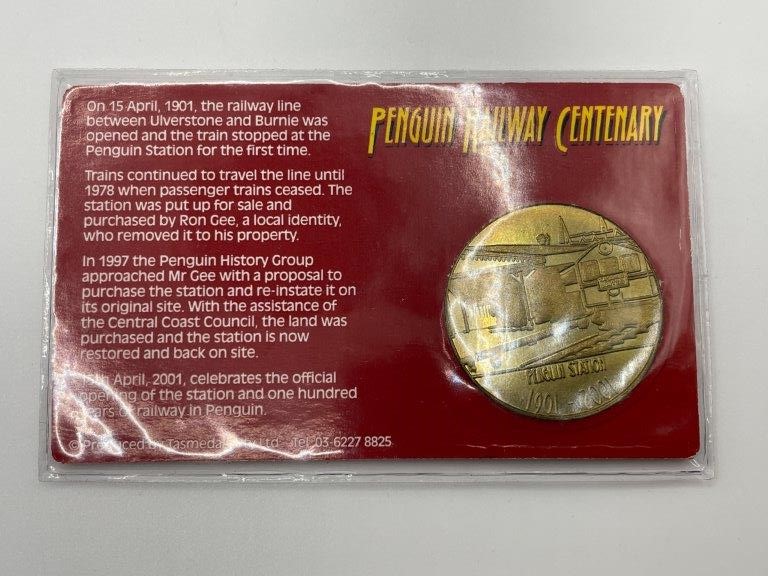 On 15 April, 1901, the railway line
between Ulverstone and Burnie was
opened and the train stopped at the
Penguin Station for the first time.
Trains continued to travel the line until
1978 when passenger trains ceased. The
station was put up for sale and
purchased by Ron Gee, a local identity,
who removed it to his property.
In 1997 the Penguin History Group
approached Mr Gee with a proposal to
purchase the station and re-instate it on
its original site. With the assistance of
the Central Coast Council, the land was
purchased and the station is now
restored and back on site.
15th April, 2001, celebrates the official
opening of the station and one hundred
years of railway in Penguin.
© Produced by Tasmedals Pty Ltd Tel 03-6227 8825
PENGUIN RAILWAY CENTENARY
PENGUIN STATION
1901 - 2001